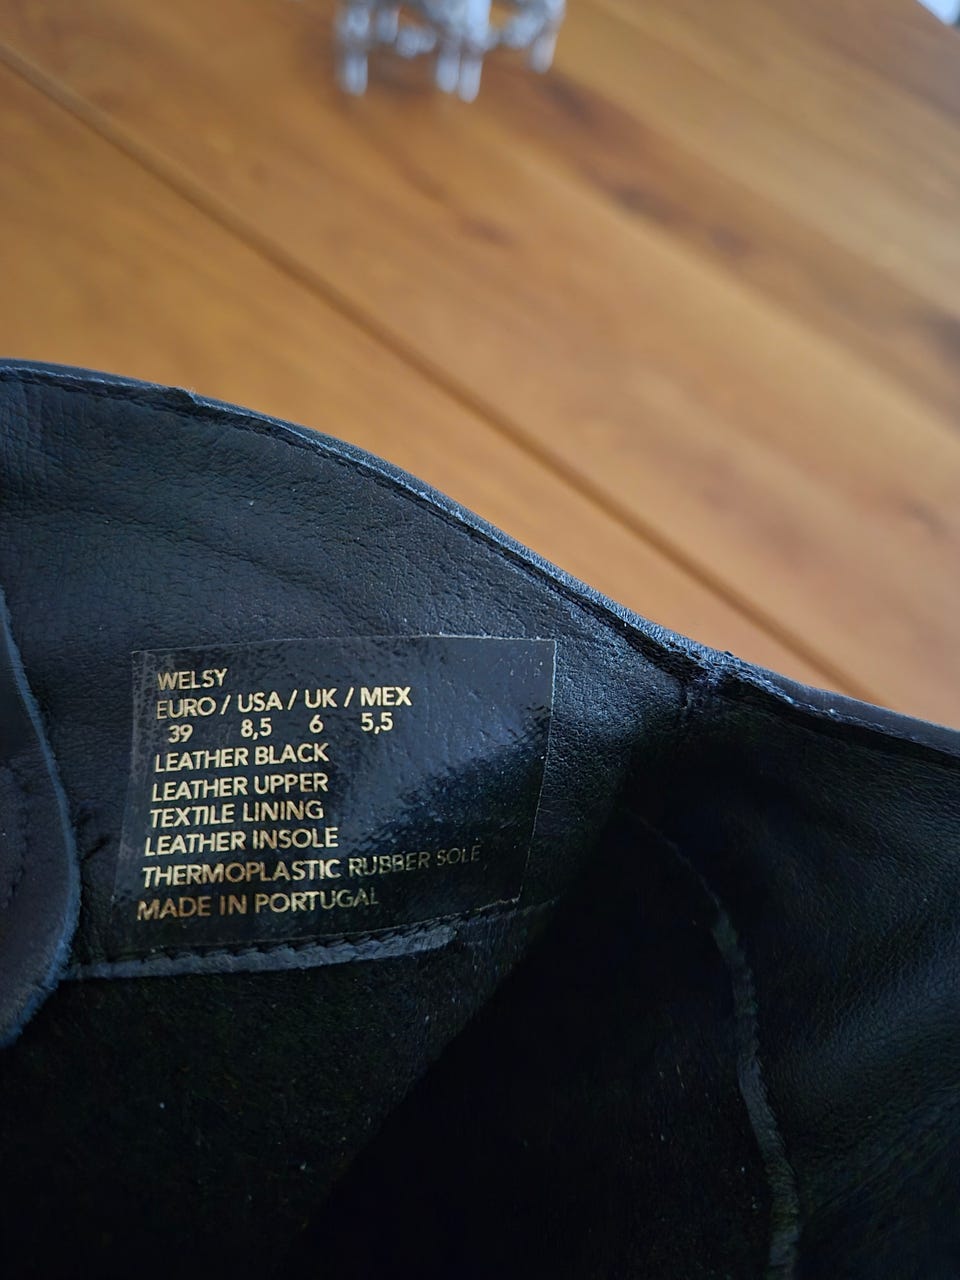 WELSY
EURO / USA / UK / MEX
39 8,5 6 5,5
LEATHER BLACK
LEATHER UPPER
TEXTILE LINING
LEATHER INSOLE
THERMOPLASTIC RUBBER SOLE
MADE IN PORTUGAL